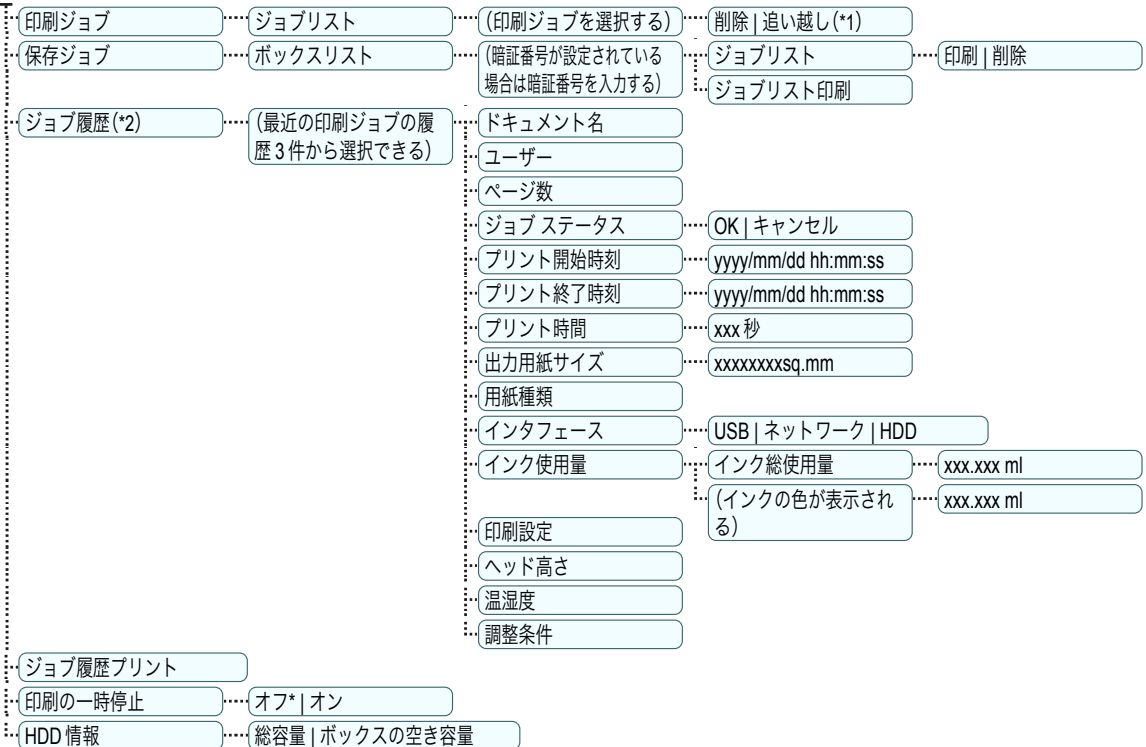 印刷ジョブ ジョブリスト (印刷ジョブを選択する) 削除 | 追い越し(*1)
保存ジョブ ボックスリスト (暗証番号が設定されている ジョブリスト 印刷 | 削除
場合は暗証番号を入力する)
ジョブリスト印刷
ジョブ履歴(*2) (最近の印刷ジョブの履 ドキュメント名
歴 3 件から選択できる)
ユーザー
ページ数
ジョブ ステータス OK | キャンセル
プリント開始時刻 yyyy/mm/dd hh:mm:ss
プリント終了時刻 yyyy/mm/dd hh:mm:ss
プリント時間 xxx 秒
出力用紙サイズ xxxxxxxxsq.mm
用紙種類
インタフェース USB | ネットワーク | HDD
インク使用量 インク総使用量 xxx.xxx ml
(インクの色が表示され xxx.xxx ml
る)
印刷設定
ヘッド高さ
温湿度
調整条件
ジョブ履歴プリント
印刷の一時停止 オフ* | オン
HDD 情報 総容量 | ボックスの空き容量